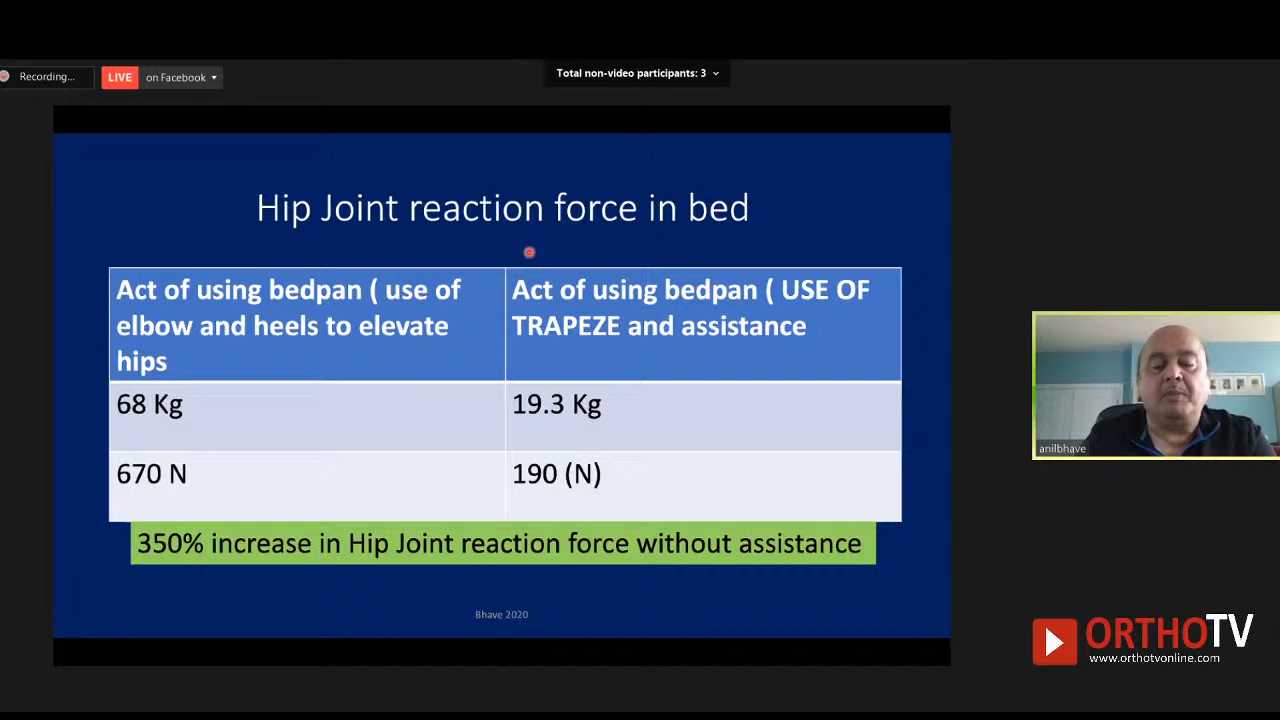 Recording...
LIVE on Facebook
Total non-video participants: 3
Hip Joint reaction force in bed
Act of using bedpan ( use of
elbow and heels to elevate
hips
Act of using bedpan ( USE OF
TRAPEZE and assistance
68 Kg
19.3 Kg
670 N
190 (N)
350% increase in Hip Joint reaction force without assistance
Bhave 2020
anilbhave
ORTHOTV
www.orthotvonline.com